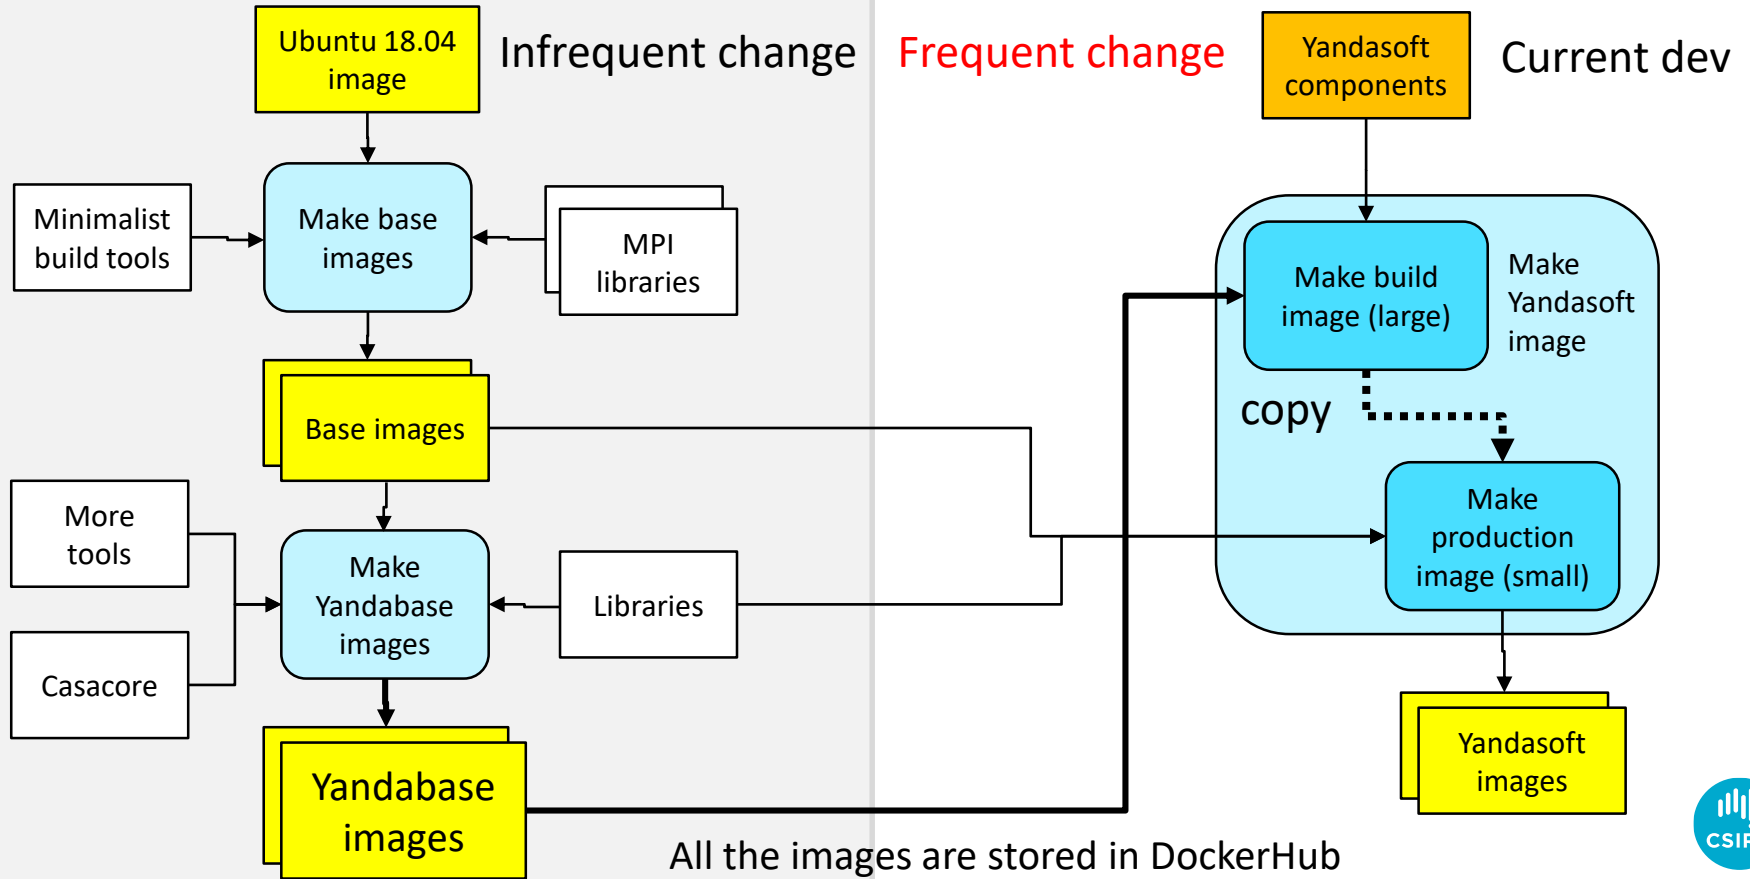 Ubuntu 18.04
image
Infrequent change
Frequent change
Yandasoft
components
Current dev
Minimalist
build tools
Make base
images
MPI
libraries
Make build
image (large)
Make
Yandasoft
image
Base images
copy
More
tools
Make
Yandabase
images
Libraries
Make
production
image (small)
Casacore
Yandabase
images
Yandasoft
images
All the images are stored in DockerHub